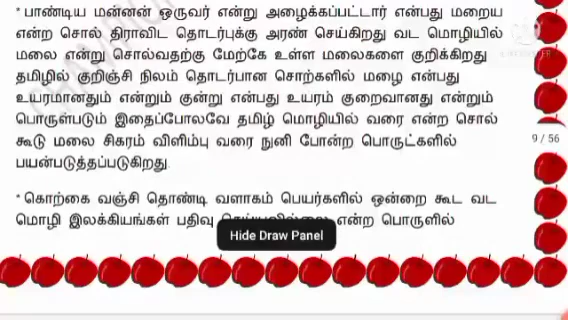 * பாண்டிய மன்னன் ஒருவர் என்று அழைக்கப்பட்டார் என்பது மறைய
என்ற சொல் திராவிட தொடர்புக்கு அரண் செய்கிறது வட மொழியில்
மலை என்று சொல்வதற்கு மேற்கே உள்ள மலைகளை குறிக்கிறது
தமிழில் குறிஞ்சி நிலம் தொடர்பான சொற்களில் மழை என்பது
உயரமானதும் என்றும் குன்று என்பது உயரம் குறைவானது என்றும்
பொருள்படும் இதைப்போலவே தமிழ் மொழியில் வரை என்ற சொல்
கூடு மலை சிகரம் விளிம்பு வரை நுனி போன்ற பொருட்களில்
பயன்படுத்தப்படுகிறது.
9 / 56
* கொற்கை வஞ்சி தொண்டி வளாகம் பெயர்களில் ஒன்றை கூட வட
மொழி இலக்கியங்கள் பதிவு என்ற பொருளில்
Hide Draw Panel